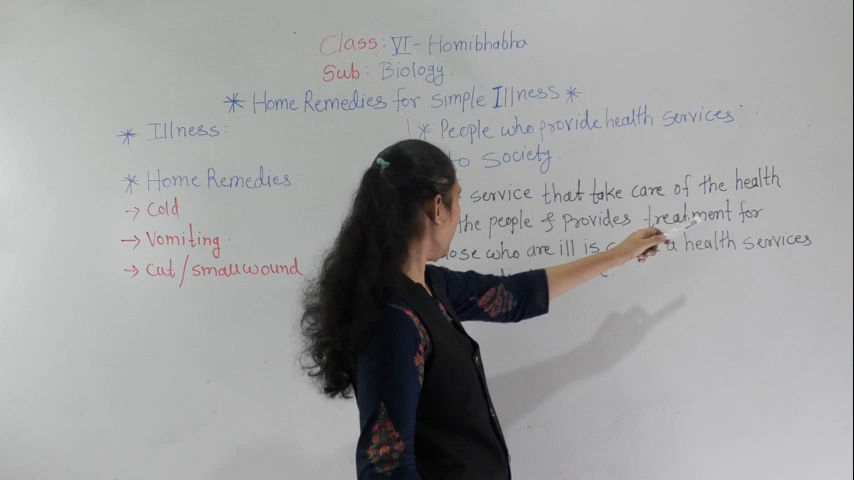 Class: VI - Homibhabha
Sub: Biology.
* Home Remedies for Simple Illness *
* Illness:
* Home Remedies:
→ Cold
→ Vomiting.
→ Cut / small wound
* People who provide health services
to Society.
service that take care of the health
the people & provides treatment for
who are ill is health services